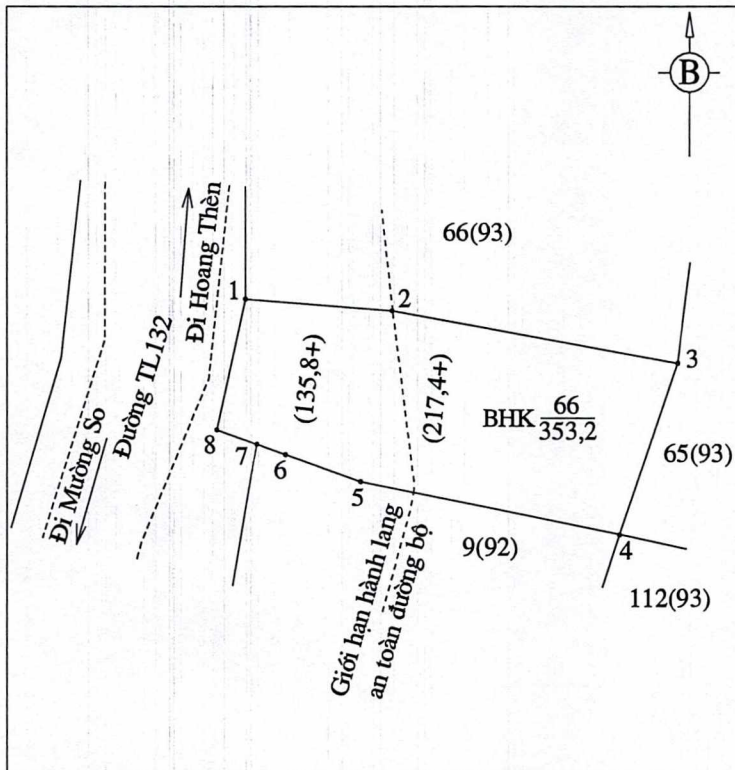 B
66(93)
Đi Hoang Thèn
1
2
3
Đường TL132
(135,8+)
(217,4+)
BHK 66
353,2
8
7
6
5
65(93)
Đi Mường So
9(92)
4
112(93)
Giới hạn hành lang
an toàn đường bộ